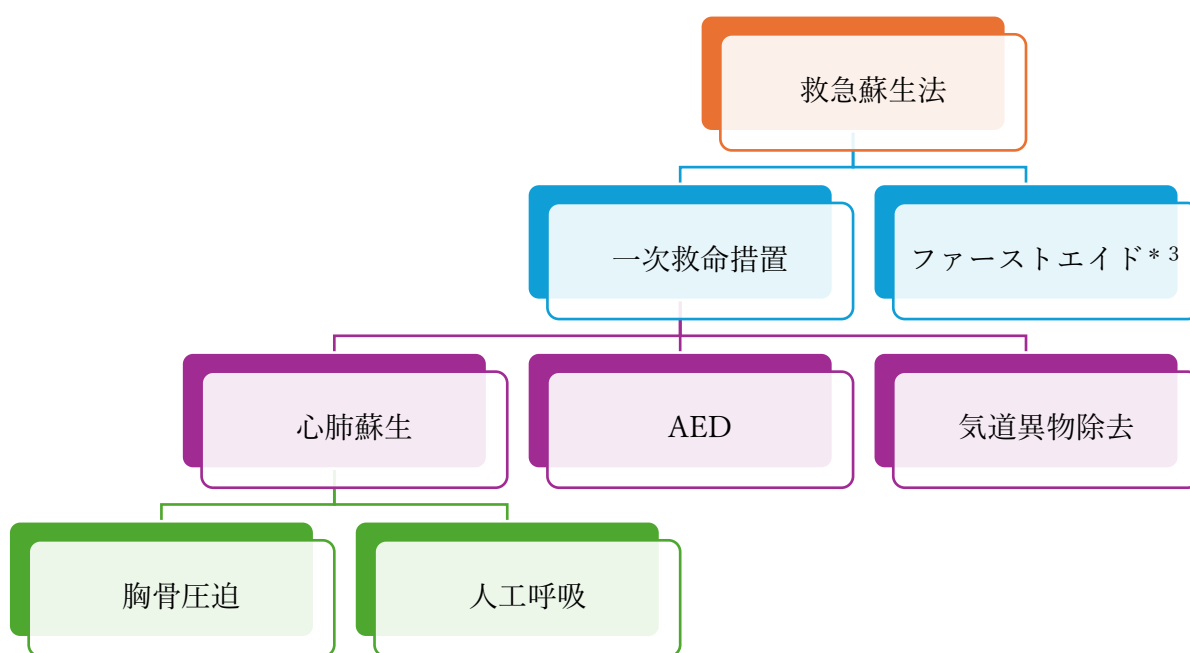 救急蘇生法
一次救命措置
ファーストエイド*3
心肺蘇生
AED
気道異物除去
胸骨圧迫
人工呼吸